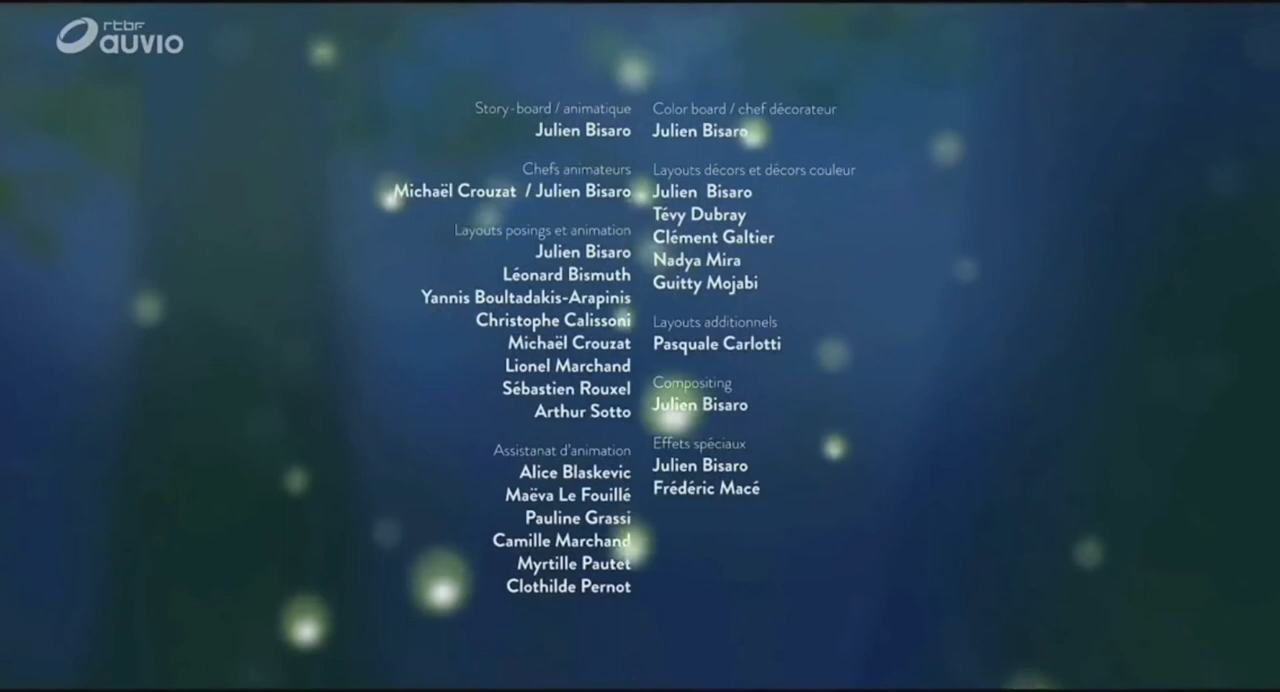 rtbf
auvio
Story-board / animatique
Julien Bisaro
Chefs animateurs
Michaël Crouzat / Julien Bisaro
Layouts posings et animation
Julien Bisaro
Léonard Bismuth
Yannis Boultadakis-Arapinis
Christophe Calissoni
Michaël Crouzat
Lionel Marchand
Sébastien Rouxel
Arthur Sotto
Assistanat d'animation
Alice Blaskevic
Maëva Le Fouillé
Pauline Grassi
Camille Marchand
Myrtille Pautet
Clothilde Pernot
Color board / chef décorateur
Julien Bisaro
Layouts décors et décors couleur
Julien Bisaro
Tévy Dubray
Clément Galtier
Nadya Mira
Guitty Mojabi
Layouts additionnels
Pasquale Carlotti
Compositing
Julien Bisaro
Effets spéciaux
Julien Bisaro
Frédéric Macé